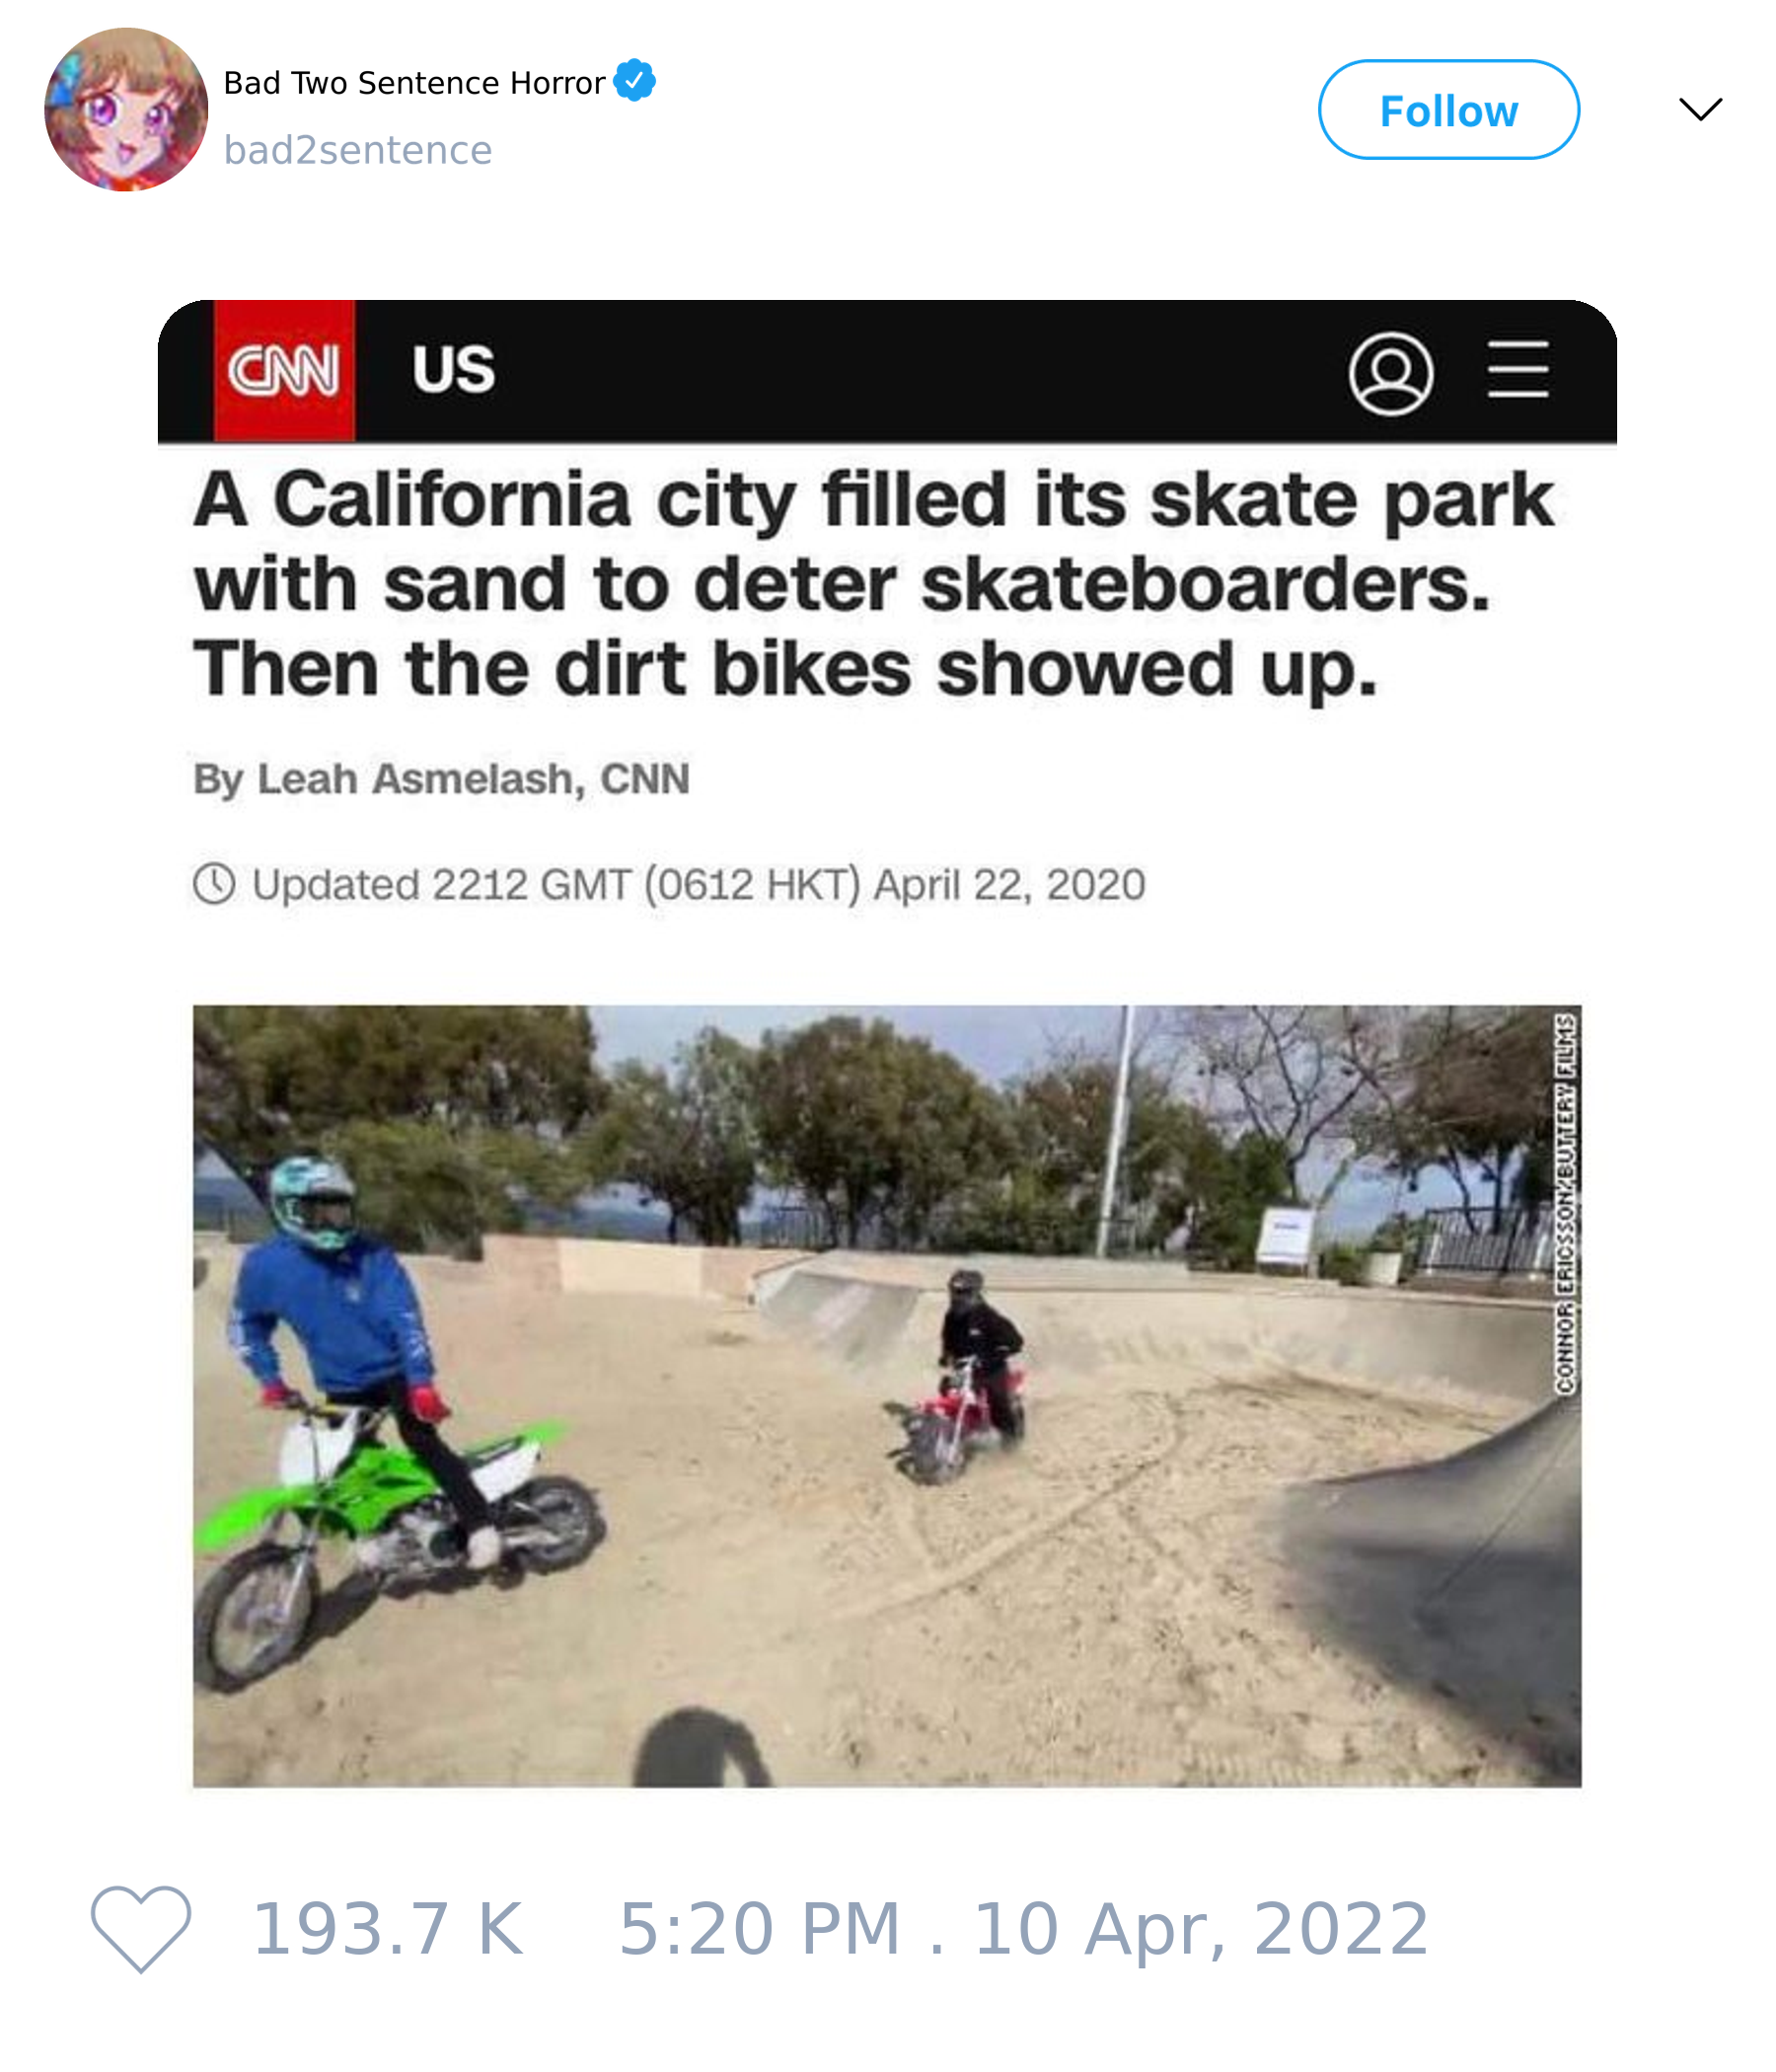 Bad Two Sentence Horror
bad2sentence
Follow
CNN US
A California city filled its skate park
with sand to deter skateboarders.
Then the dirt bikes showed up.
By Leah Asmelash, CNN
Updated 2212 GMT (0612 HKT) April 22, 2020
CONNOR ERICSSON/BUTTERY FILMS
193.7 K 5:20 PM . 10 Apr, 2022